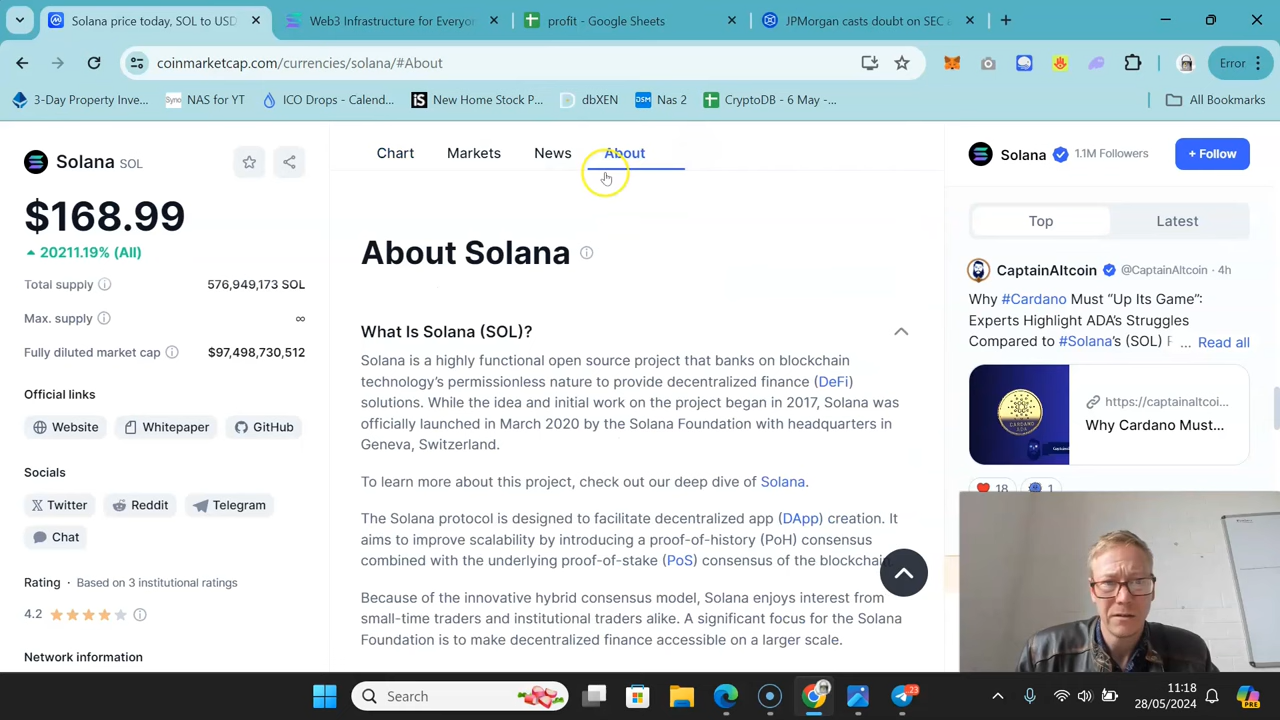 Solana price today, SOL to USD
Web3 Infrastructure for Everyon
profit - Google Sheets
JPMorgan casts doubt on SEC
coinmarketcap.com/currencies/solana/#About
Error
3-Day Property Inve...
NAS for YT
ICO Drops - Calend...
New Home Stock P...
dbXEN
Nas 2
CryptoDB - 6 May -...
All Bookmarks
Solana SOL
$168.99
20211.19% (All)
Total supply 576,949,173 SOL
Max. supply ∞
Fully diluted market cap $97,498,730,512
Official links
Website
Whitepaper
GitHub
Socials
Twitter
Reddit
Telegram
Chat
Rating · Based on 3 institutional ratings
4.2
Network information
Chart
Markets
News
About
About Solana
What Is Solana (SOL)?
Solana is a highly functional open source project that banks on blockchain
technology's permissionless nature to provide decentralized finance (DeFi)
solutions. While the idea and initial work on the project began in 2017, Solana was
officially launched in March 2020 by the Solana Foundation with headquarters in
Geneva, Switzerland.
To learn more about this project, check out our deep dive of Solana.
The Solana protocol is designed to facilitate decentralized app (DApp) creation. It
aims to improve scalability by introducing a proof-of-history (PoH) consensus
combined with the underlying proof-of-stake (PoS) consensus of the blockchain.
Because of the innovative hybrid consensus model, Solana enjoys interest from
small-time traders and institutional traders alike. A significant focus for the Solana
Foundation is to make decentralized finance accessible on a larger scale.
Solana 1.1M Followers
+ Follow
Top
Latest
CaptainAltcoin @CaptainAltcoin · 4h
Why #Cardano Must "Up Its Game":
Experts Highlight ADA's Struggles
Compared to #Solana's (SOL) F ... Read all
CARDANO
https://captainaltcoi...
Why Cardano Must...
18
1
Search
23
11:18
28/05/2024
PRE